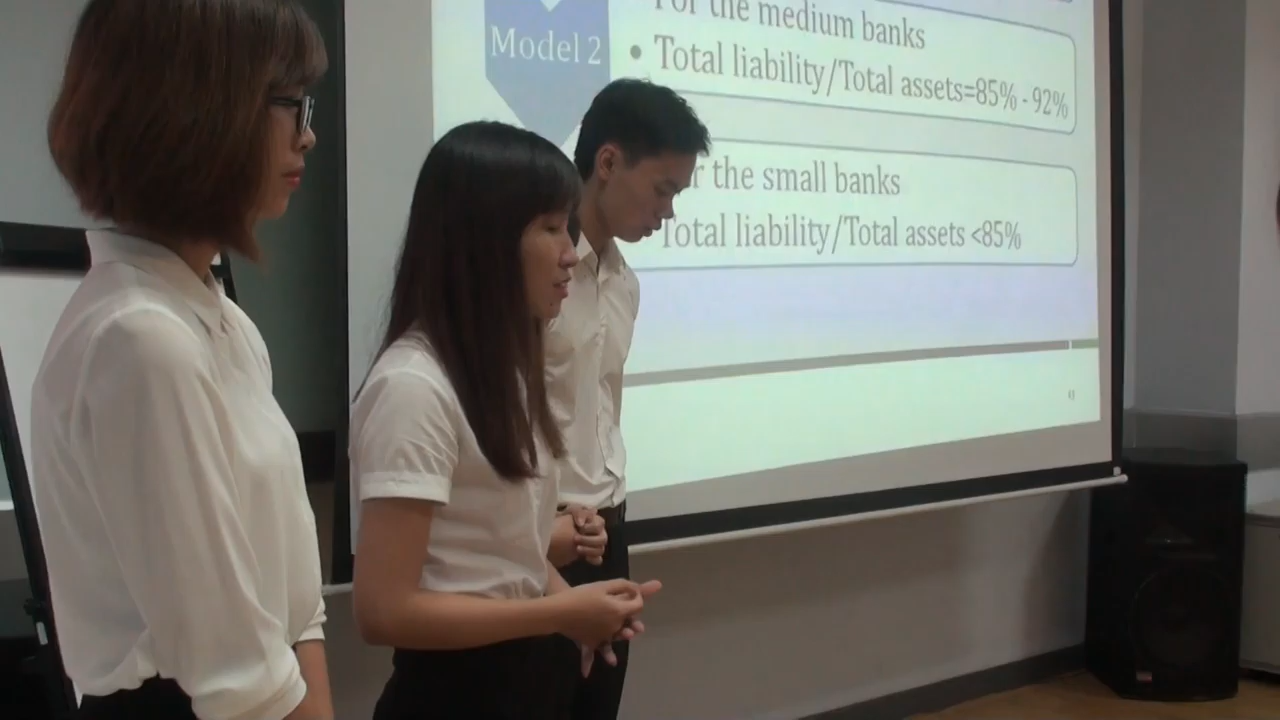 Model 2
For the medium banks
• Total liability/Total assets=85% - 92%
the small banks
Total liability/Total assets <85%